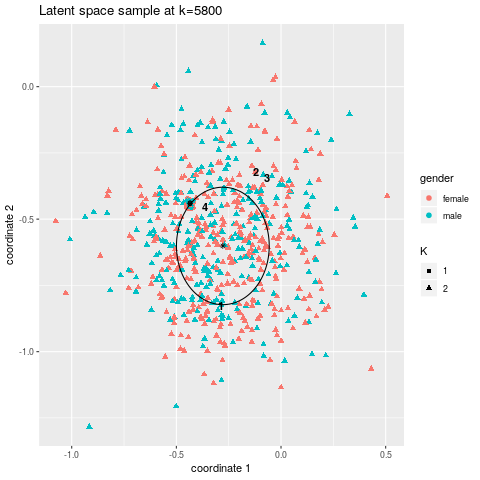 Latent space sample at k=5800
0.0
-0.5
-1.0
coordinate 2
2
3
4
1
-1.0
-0.5
0.0
0.5
coordinate 1
gender
female
male
K
1
2